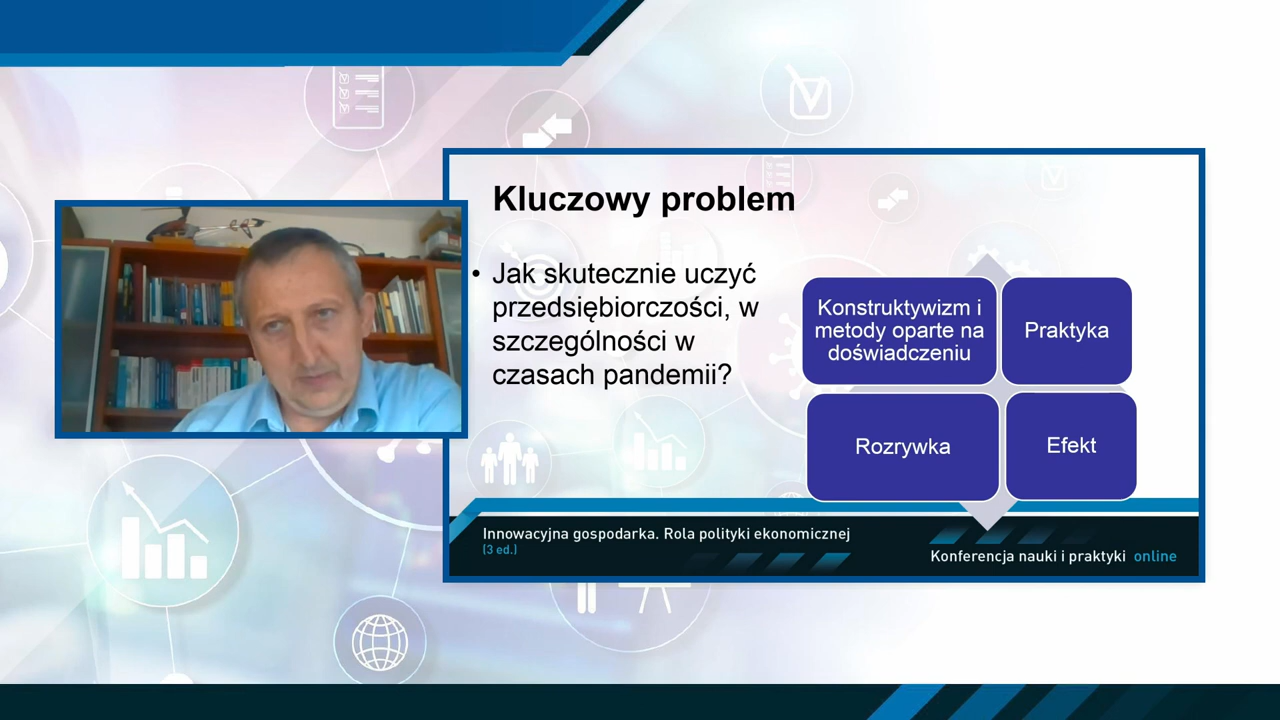 Kluczowy problem
• Jak skutecznie uczyć
przedsiębiorczości, w
szczególności w
czasach pandemii?
Konstruktywizm i
metody oparte na
doświadczeniu
Praktyka
Rozrywka
Efekt
Innowacyjna gospodarka. Rola polityki ekonomicznej
(3 ed.)
Konferencja nauki i praktyki online